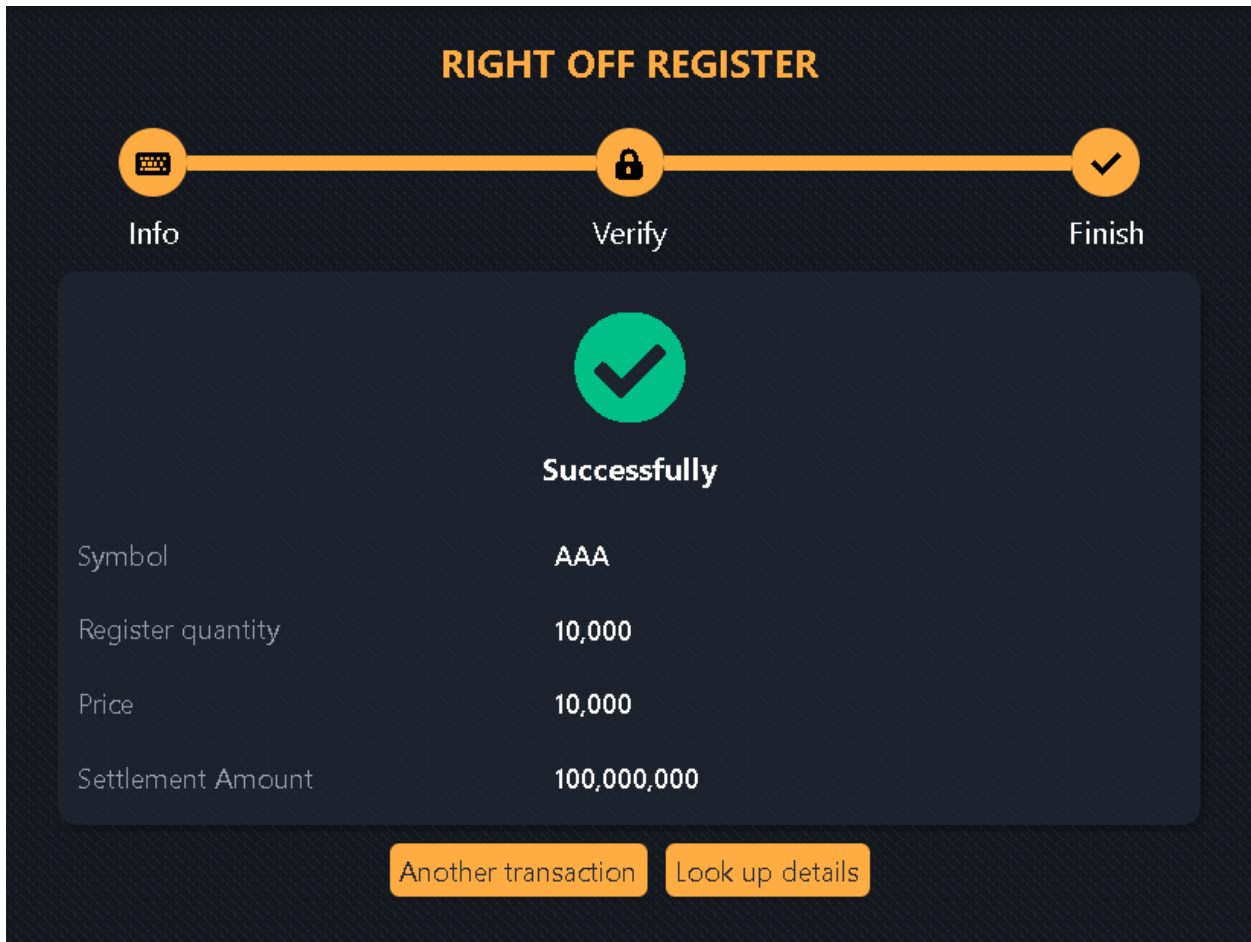 RIGHT OFF REGISTER
Info Verify Finish
Successfully
Symbol AAA
Register quantity 10,000
Price 10,000
Settlement Amount 100,000,000
Another transaction Look up details